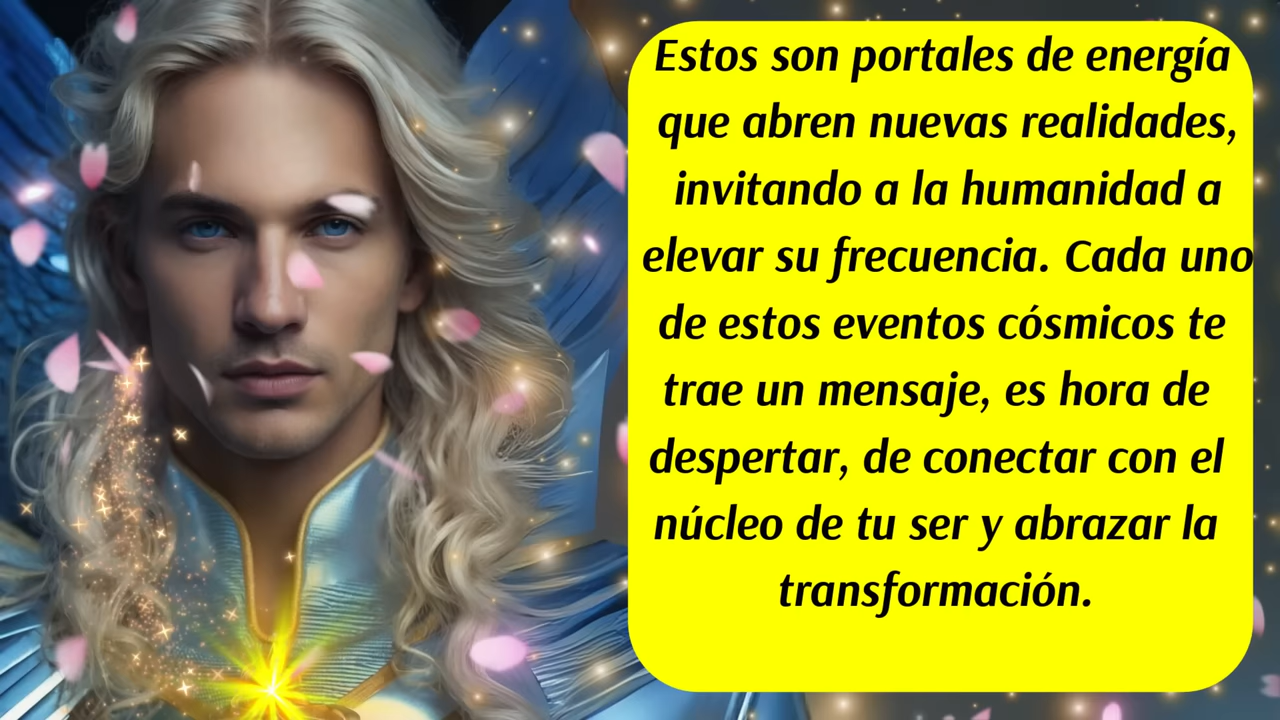 Estos son portales de energía
que abren nuevas realidades,
invitando a la humanidad a
elevar su frecuencia. Cada uno
de estos eventos cósmicos te
trae un mensaje, es hora de
despertar, de conectar con el
núcleo de tu ser y abrazar la
transformación.